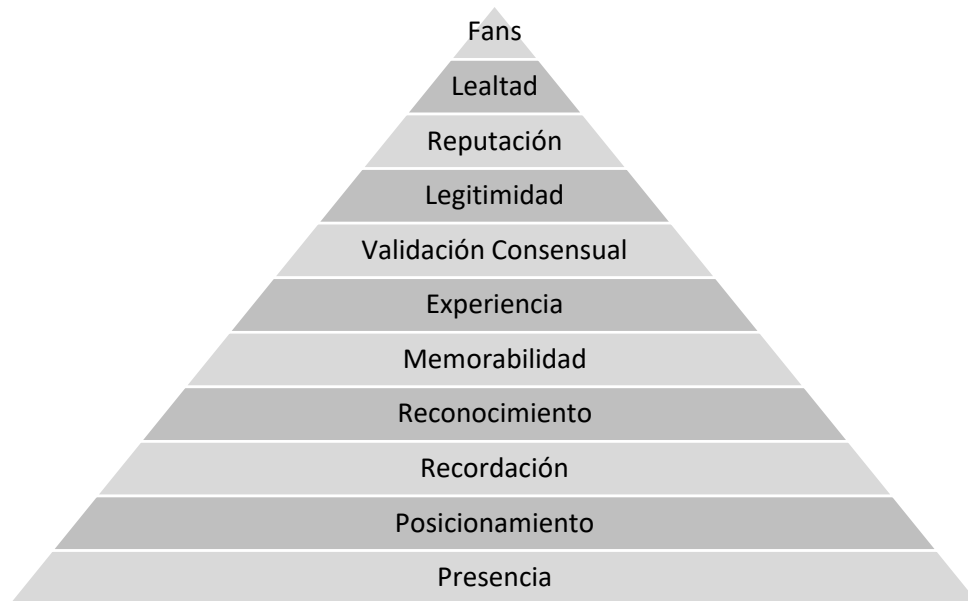 Fans
Lealtad
Reputación
Legitimidad
Validación Consensual
Experiencia
Memorabilidad
Reconocimiento
Recordación
Posicionamiento
Presencia